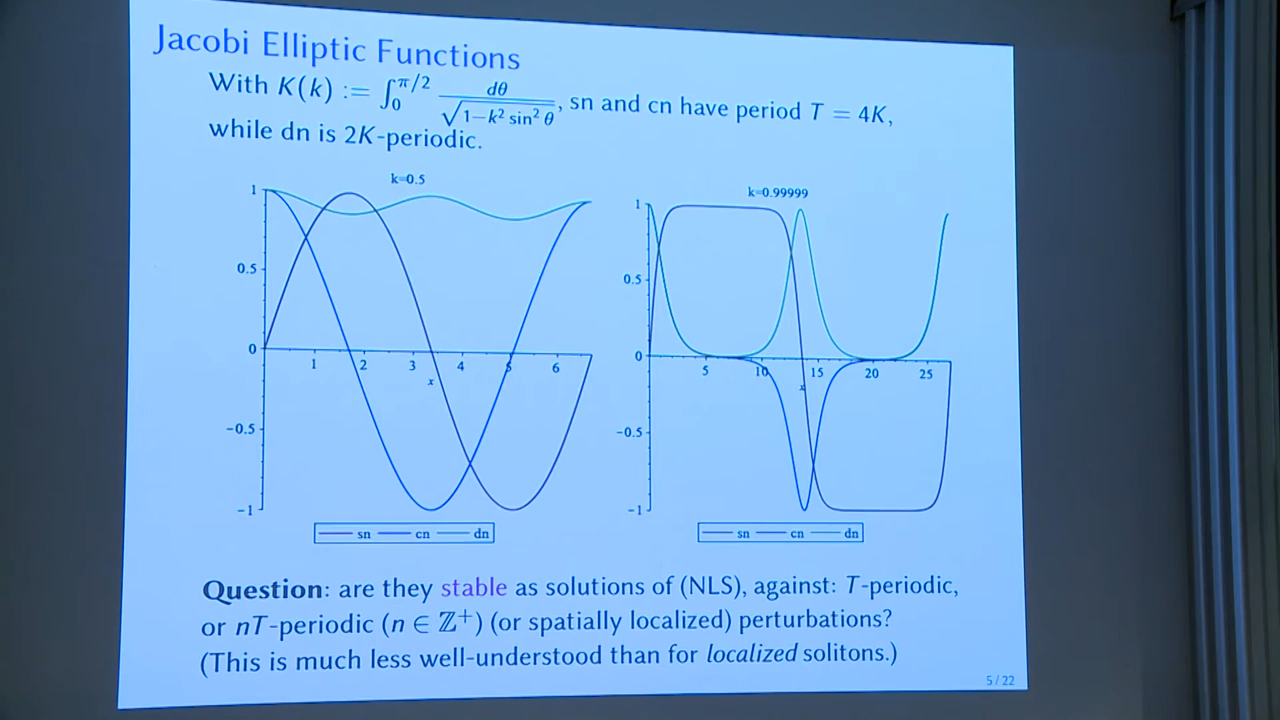 Jacobi Elliptic Functions
With K(k) := ∫₀^{π/2} dθ / √(1−k² sin² θ), sn and cn have period T = 4K,
while dn is 2K-periodic.
k=0.5
1
0.5
0
−0.5
−1
1 2 3 4 5 6
x
sn cn dn
k=0.99999
1
0.5
0
−0.5
−1
5 10 15 20 25
x
sn cn dn
Question: are they stable as solutions of (NLS), against: T-periodic,
or nT-periodic (n ∈ ℤ⁺) (or spatially localized) perturbations?
(This is much less well-understood than for localized solitons.)
5 / 22